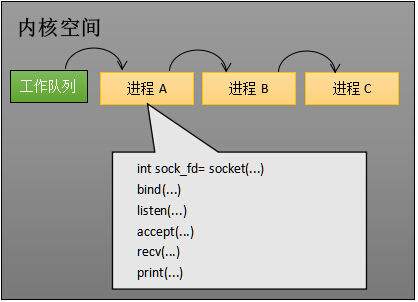 内核空间
工作队列
进程 A
进程 B
进程 C
int sock_fd= socket(...)
bind(...)
listen(...)
accept(...)
recv(...)
print(...)